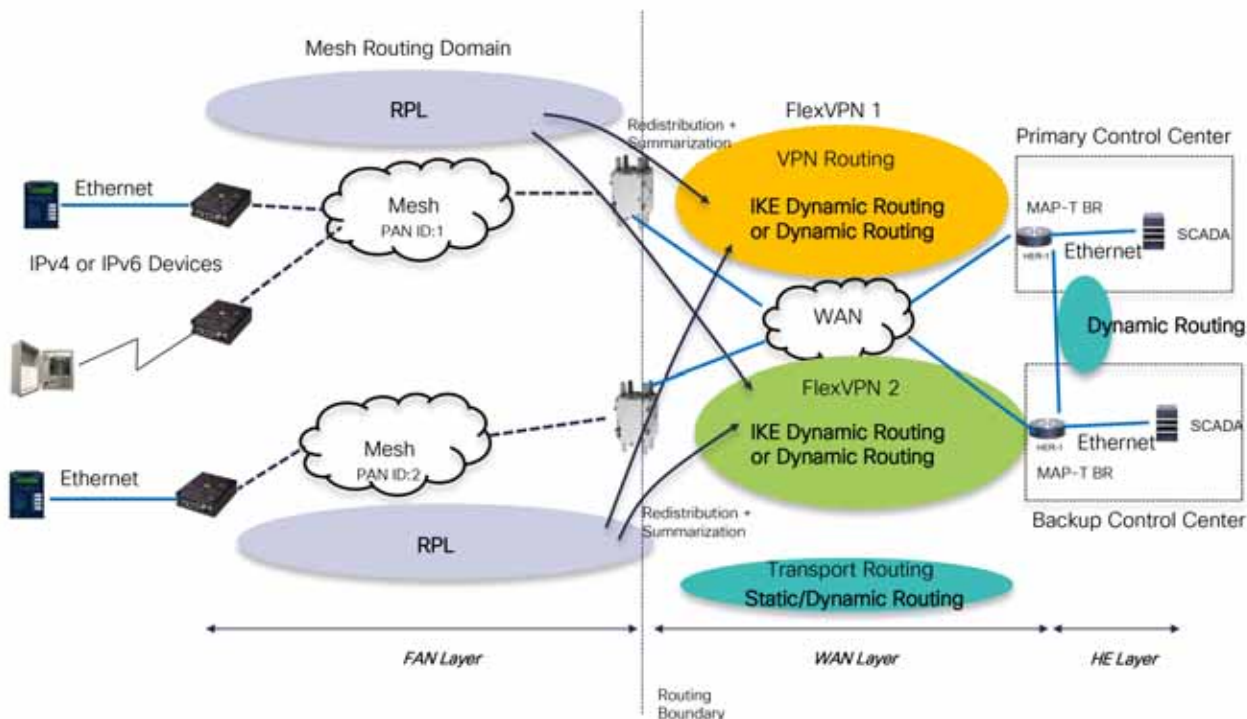 Mesh Routing Domain
RPL
Redistribution +
Summarization
FlexVPN 1
VPN Routing
IKE Dynamic Routing
or Dynamic Routing
Primary Control Center
MAP-T BR
HER-1
Ethernet
SCADA
Ethernet
Mesh
PAN ID:1
IPv4 or IPv6 Devices
WAN
Dynamic Routing
FlexVPN 2
IKE Dynamic Routing
or Dynamic Routing
HER-1
Ethernet
SCADA
MAP-T BR
Backup Control Center
Mesh
PAN ID:2
Ethernet
Redistribution +
Summarization
RPL
Transport Routing
Static/Dynamic Routing
FAN Layer
WAN Layer
HE Layer
Routing
Boundary